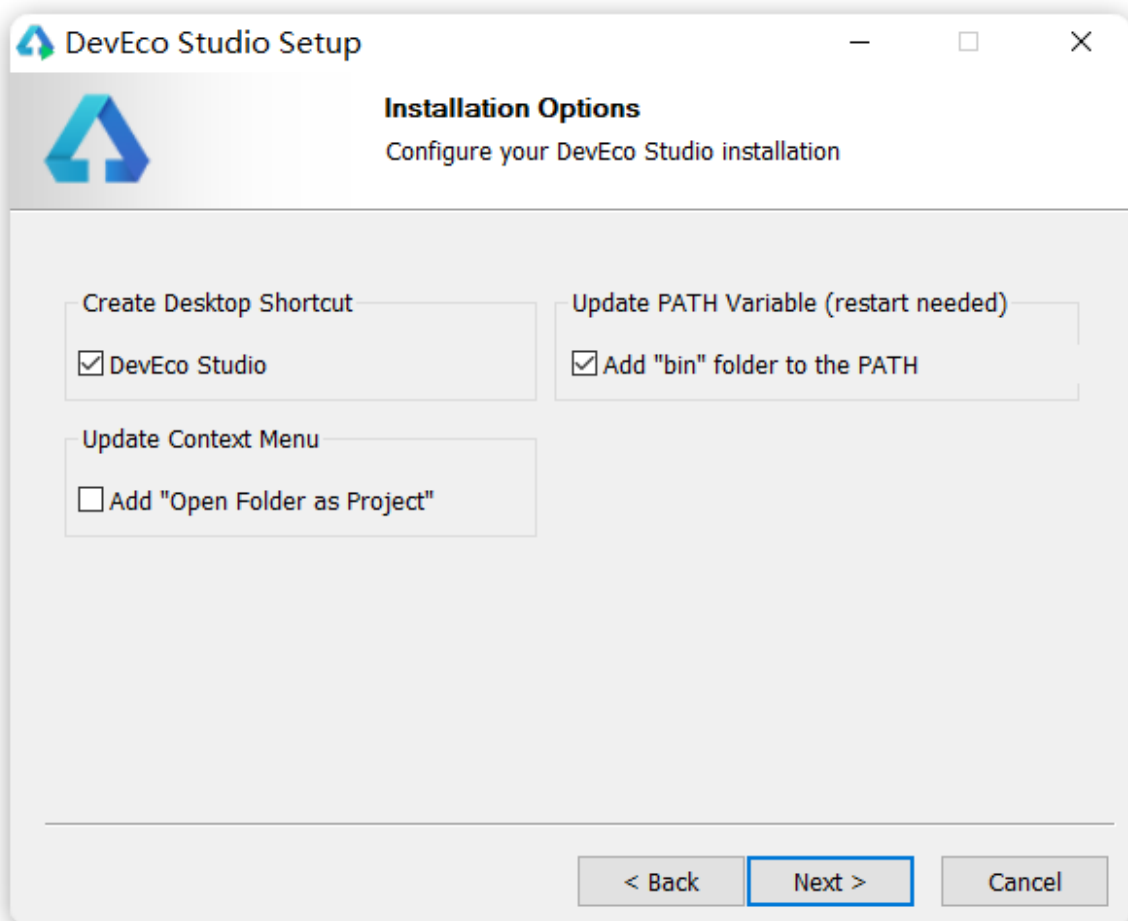 DevEco Studio Setup
Installation Options
Configure your DevEco Studio installation
Create Desktop Shortcut
DevEco Studio
Update PATH Variable (restart needed)
Add "bin" folder to the PATH
Update Context Menu
Add "Open Folder as Project"
< Back
Next >
Cancel